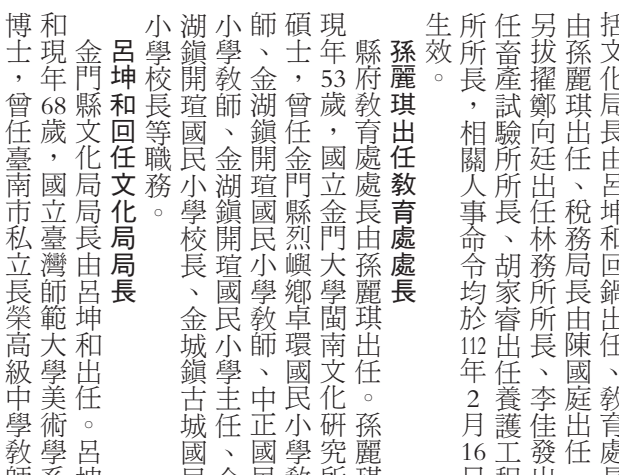 括文化局長由呂坤和回鍋出任、教育處
由孫麗琪出任、稅務局長由陳國庭出任
另拔擢鄭向廷出任林務所所長、李佳發出
任畜產試驗所所長、胡家睿出任養護工程
所所長，相關人事命令均於112年2月16日
生效。
孫麗琪出任教育處處長
縣府教育處處長由孫麗琪出任。孫麗琪
現年53歲，國立金門大學閩南文化研究所
碩士，曾任金門縣烈嶼鄉卓環國民小學教
師、金湖鎮開瑄國民小學教師、中正國民
小學教師、金湖鎮開瑄國民小學主任、金
湖鎮開瑄國民小學校長、金城鎮古城國民
小學校長等職務。
呂坤和回任文化局局長
金門縣文化局局長由呂坤和出任。呂坤
和現年68歲，國立臺灣師範大學美術學系
博士，曾任臺南市私立長榮高級中學教師